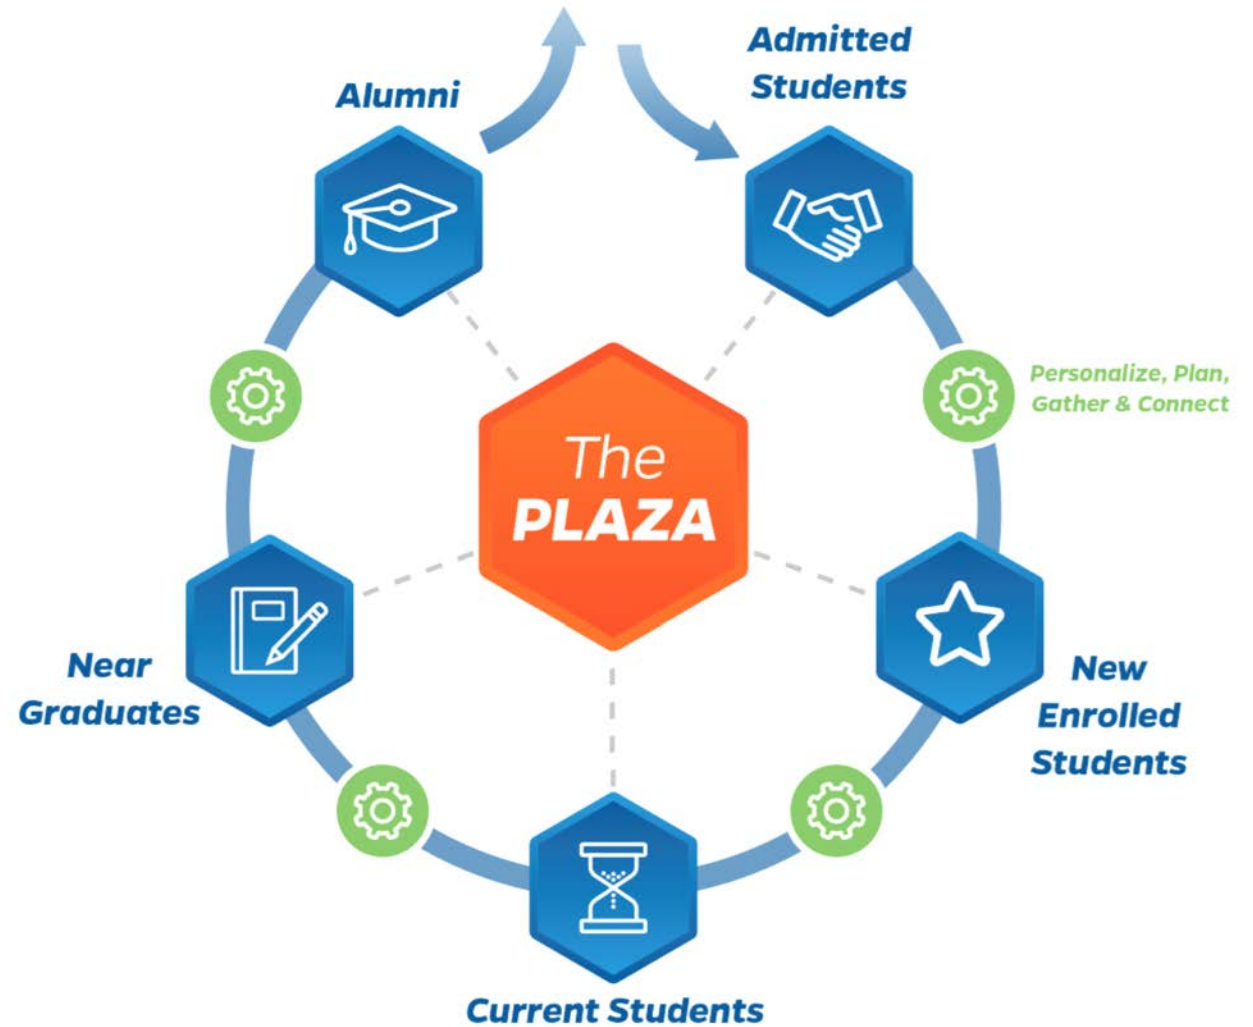 Alumni
Admitted
Students
Personalize, Plan,
Gather & Connect
The
PLAZA
Near
Graduates
New
Enrolled
Students
Current Students